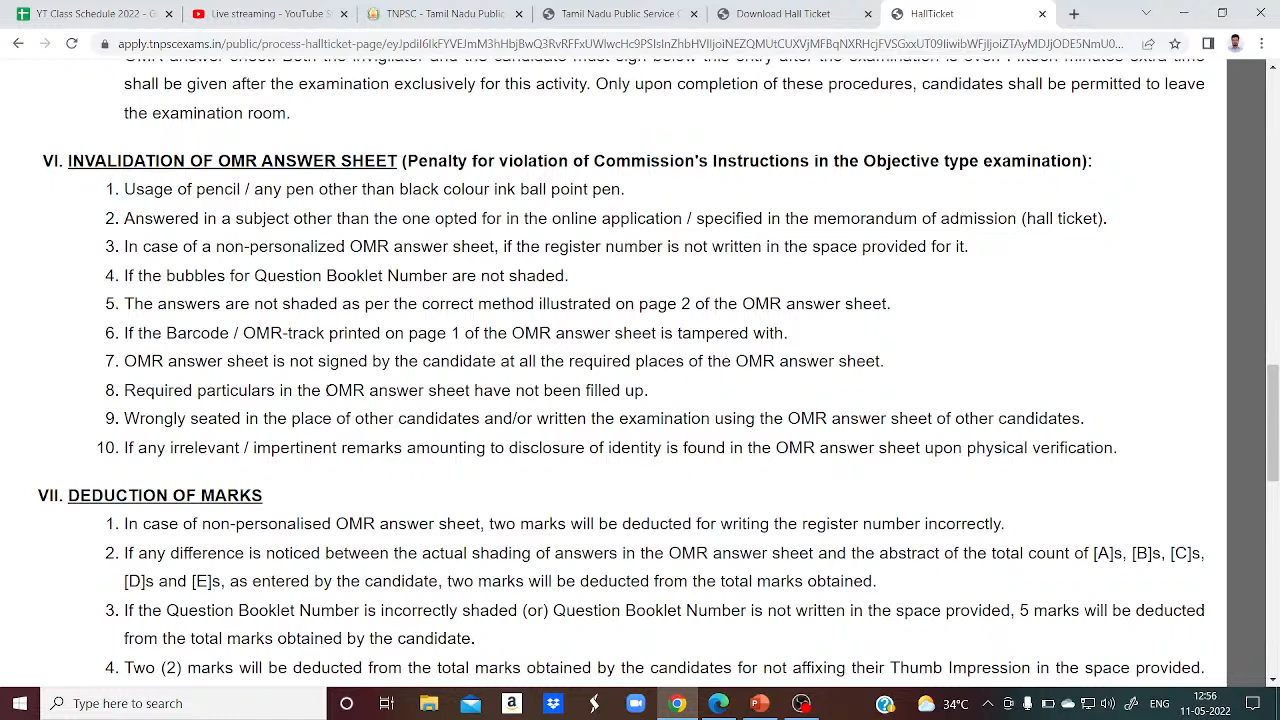 YT Class Schedule 2022 - G
Live streaming - YouTube S
TNPSC - Tamil Nadu Public
Tamil Nadu Public Service C
Download Hall Ticket
HallTicket
shall be given after the examination exclusively for this activity. Only upon completion of these procedures, candidates shall be permitted to leave
the examination room.
VI. INVALIDATION OF OMR ANSWER SHEET (Penalty for violation of Commission's Instructions in the Objective type examination):
1. Usage of pencil / any pen other than black colour ink ball point pen.
2. Answered in a subject other than the one opted for in the online application / specified in the memorandum of admission (hall ticket).
3. In case of a non-personalized OMR answer sheet, if the register number is not written in the space provided for it.
4. If the bubbles for Question Booklet Number are not shaded.
5. The answers are not shaded as per the correct method illustrated on page 2 of the OMR answer sheet.
6. If the Barcode / OMR-track printed on page 1 of the OMR answer sheet is tampered with.
7. OMR answer sheet is not signed by the candidate at all the required places of the OMR answer sheet.
8. Required particulars in the OMR answer sheet have not been filled up.
9. Wrongly seated in the place of other candidates and/or written the examination using the OMR answer sheet of other candidates.
10. If any irrelevant / impertinent remarks amounting to disclosure of identity is found in the OMR answer sheet upon physical verification.
VII. DEDUCTION OF MARKS
1. In case of non-personalised OMR answer sheet, two marks will be deducted for writing the register number incorrectly.
2. If any difference is noticed between the actual shading of answers in the OMR answer sheet and the abstract of the total count of [A]s, [B]s, [C]s,
[D]s and [E]s, as entered by the candidate, two marks will be deducted from the total marks obtained.
3. If the Question Booklet Number is incorrectly shaded (or) Question Booklet Number is not written in the space provided, 5 marks will be deducted
from the total marks obtained by the candidate.
4. Two (2) marks will be deducted from the total marks obtained by the candidates for not affixing their Thumb Impression in the space provided.
Type here to search
34°C
ENG
12:56
11-05-2022